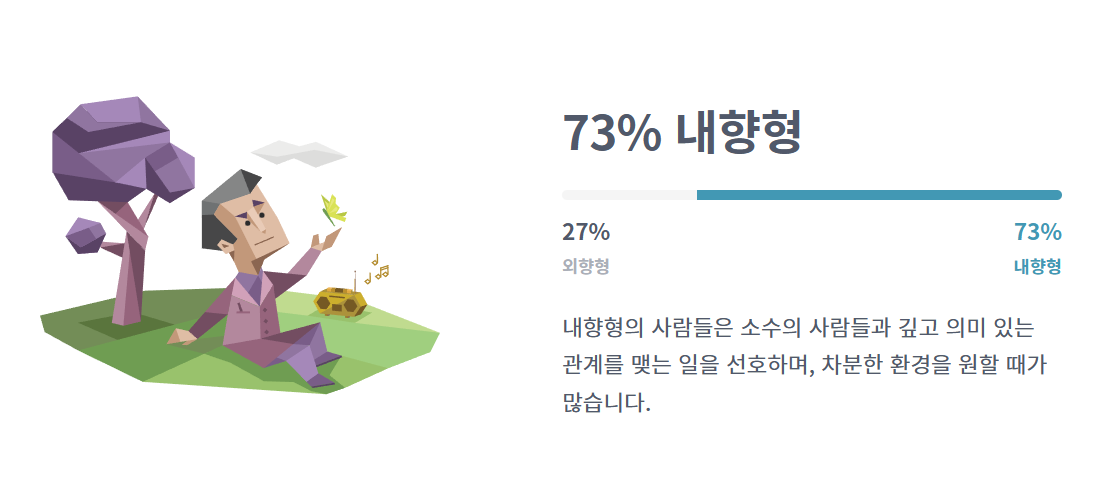 73% 내향형
27%
73%
외향형
내향형
내향형의 사람들은 소수의 사람들과 깊고 의미 있는
관계를 맺는 일을 선호하며, 차분한 환경을 원할 때가
많습니다.